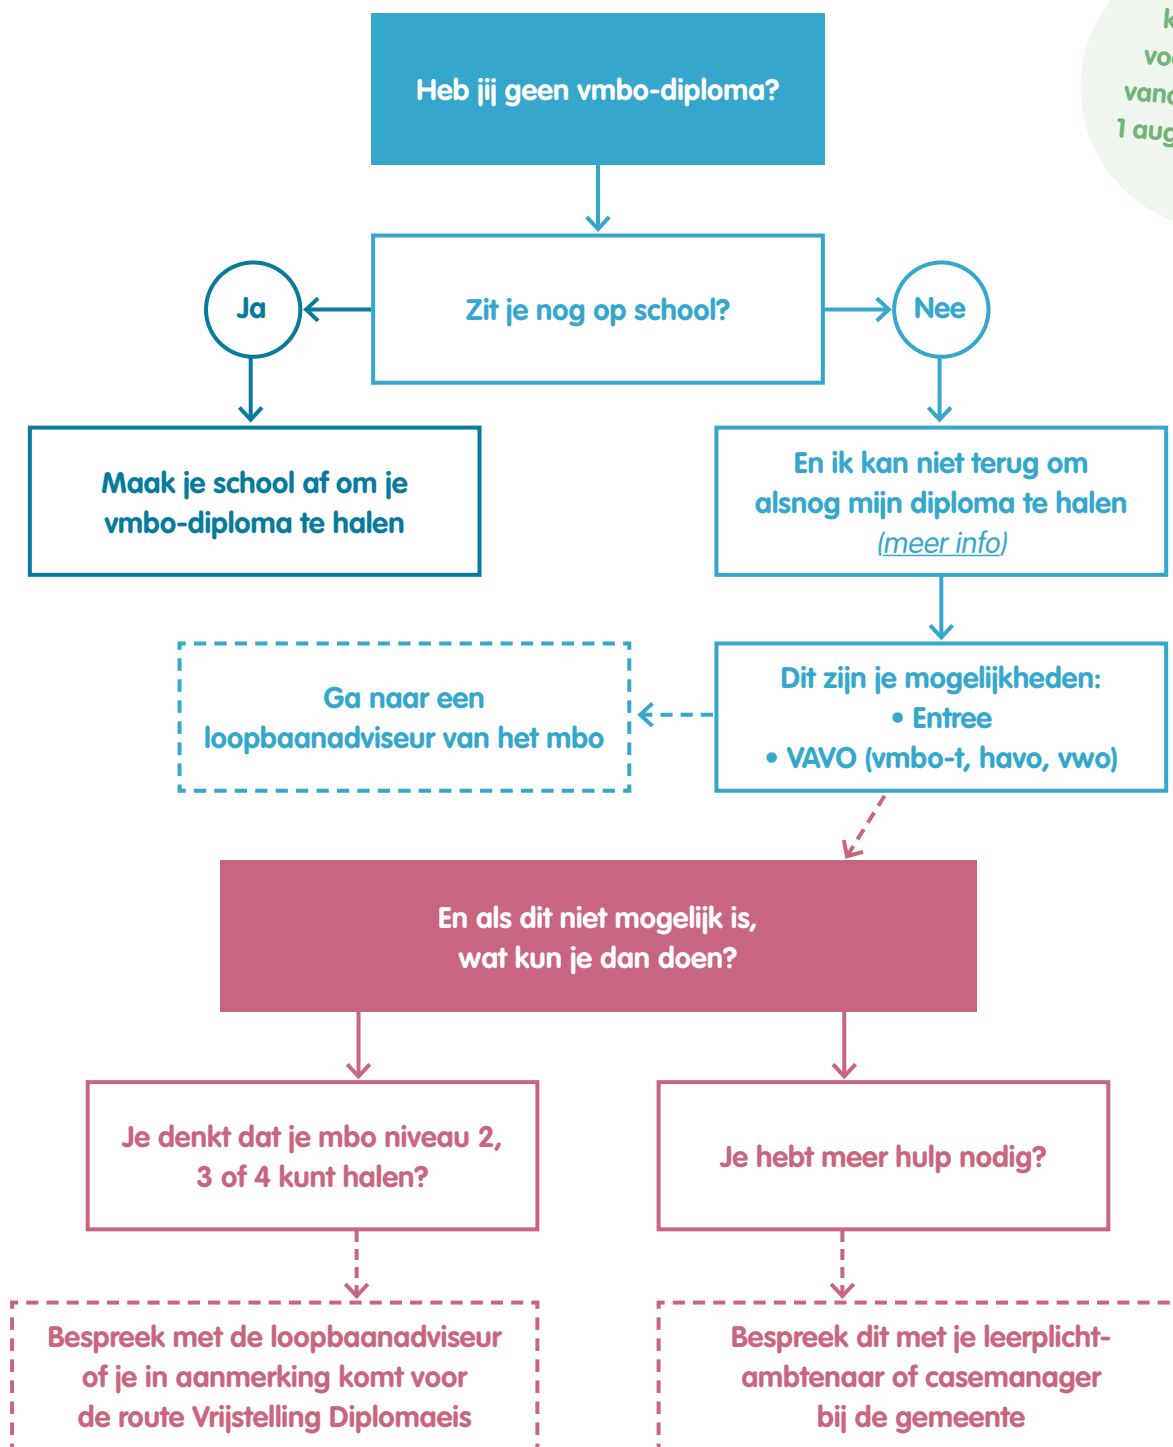 Heb jij geen vmbo-diploma?
1 aug
Zit je nog op school?
Ja
Nee
Maak je school af om je
vmbo-diploma te halen
En ik kan niet terug om
alsnog mijn diploma te halen
(meer info)
Ga naar een
loopbaanadviseur van het mbo
Dit zijn je mogelijkheden:
• Entree
• VAVO (vmbo-t, havo, vwo)
En als dit niet mogelijk is,
wat kun je dan doen?
Je denkt dat je mbo niveau 2,
3 of 4 kunt halen?
Je hebt meer hulp nodig?
Bespreek met de loopbaanadviseur
of je in aanmerking komt voor
de route Vrijstelling Diplomaeis
Bespreek dit met je leerplicht-
ambtenaar of casemanager
bij de gemeente